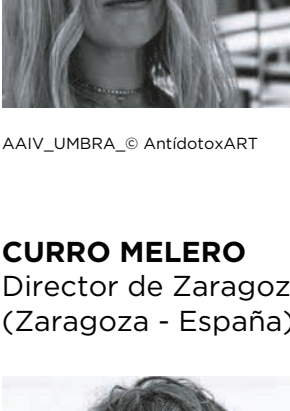 AAIV_UMBRA_© AntídotoxART
CURRO MELERO
Director de Zaragoz
(Zaragoza - España)